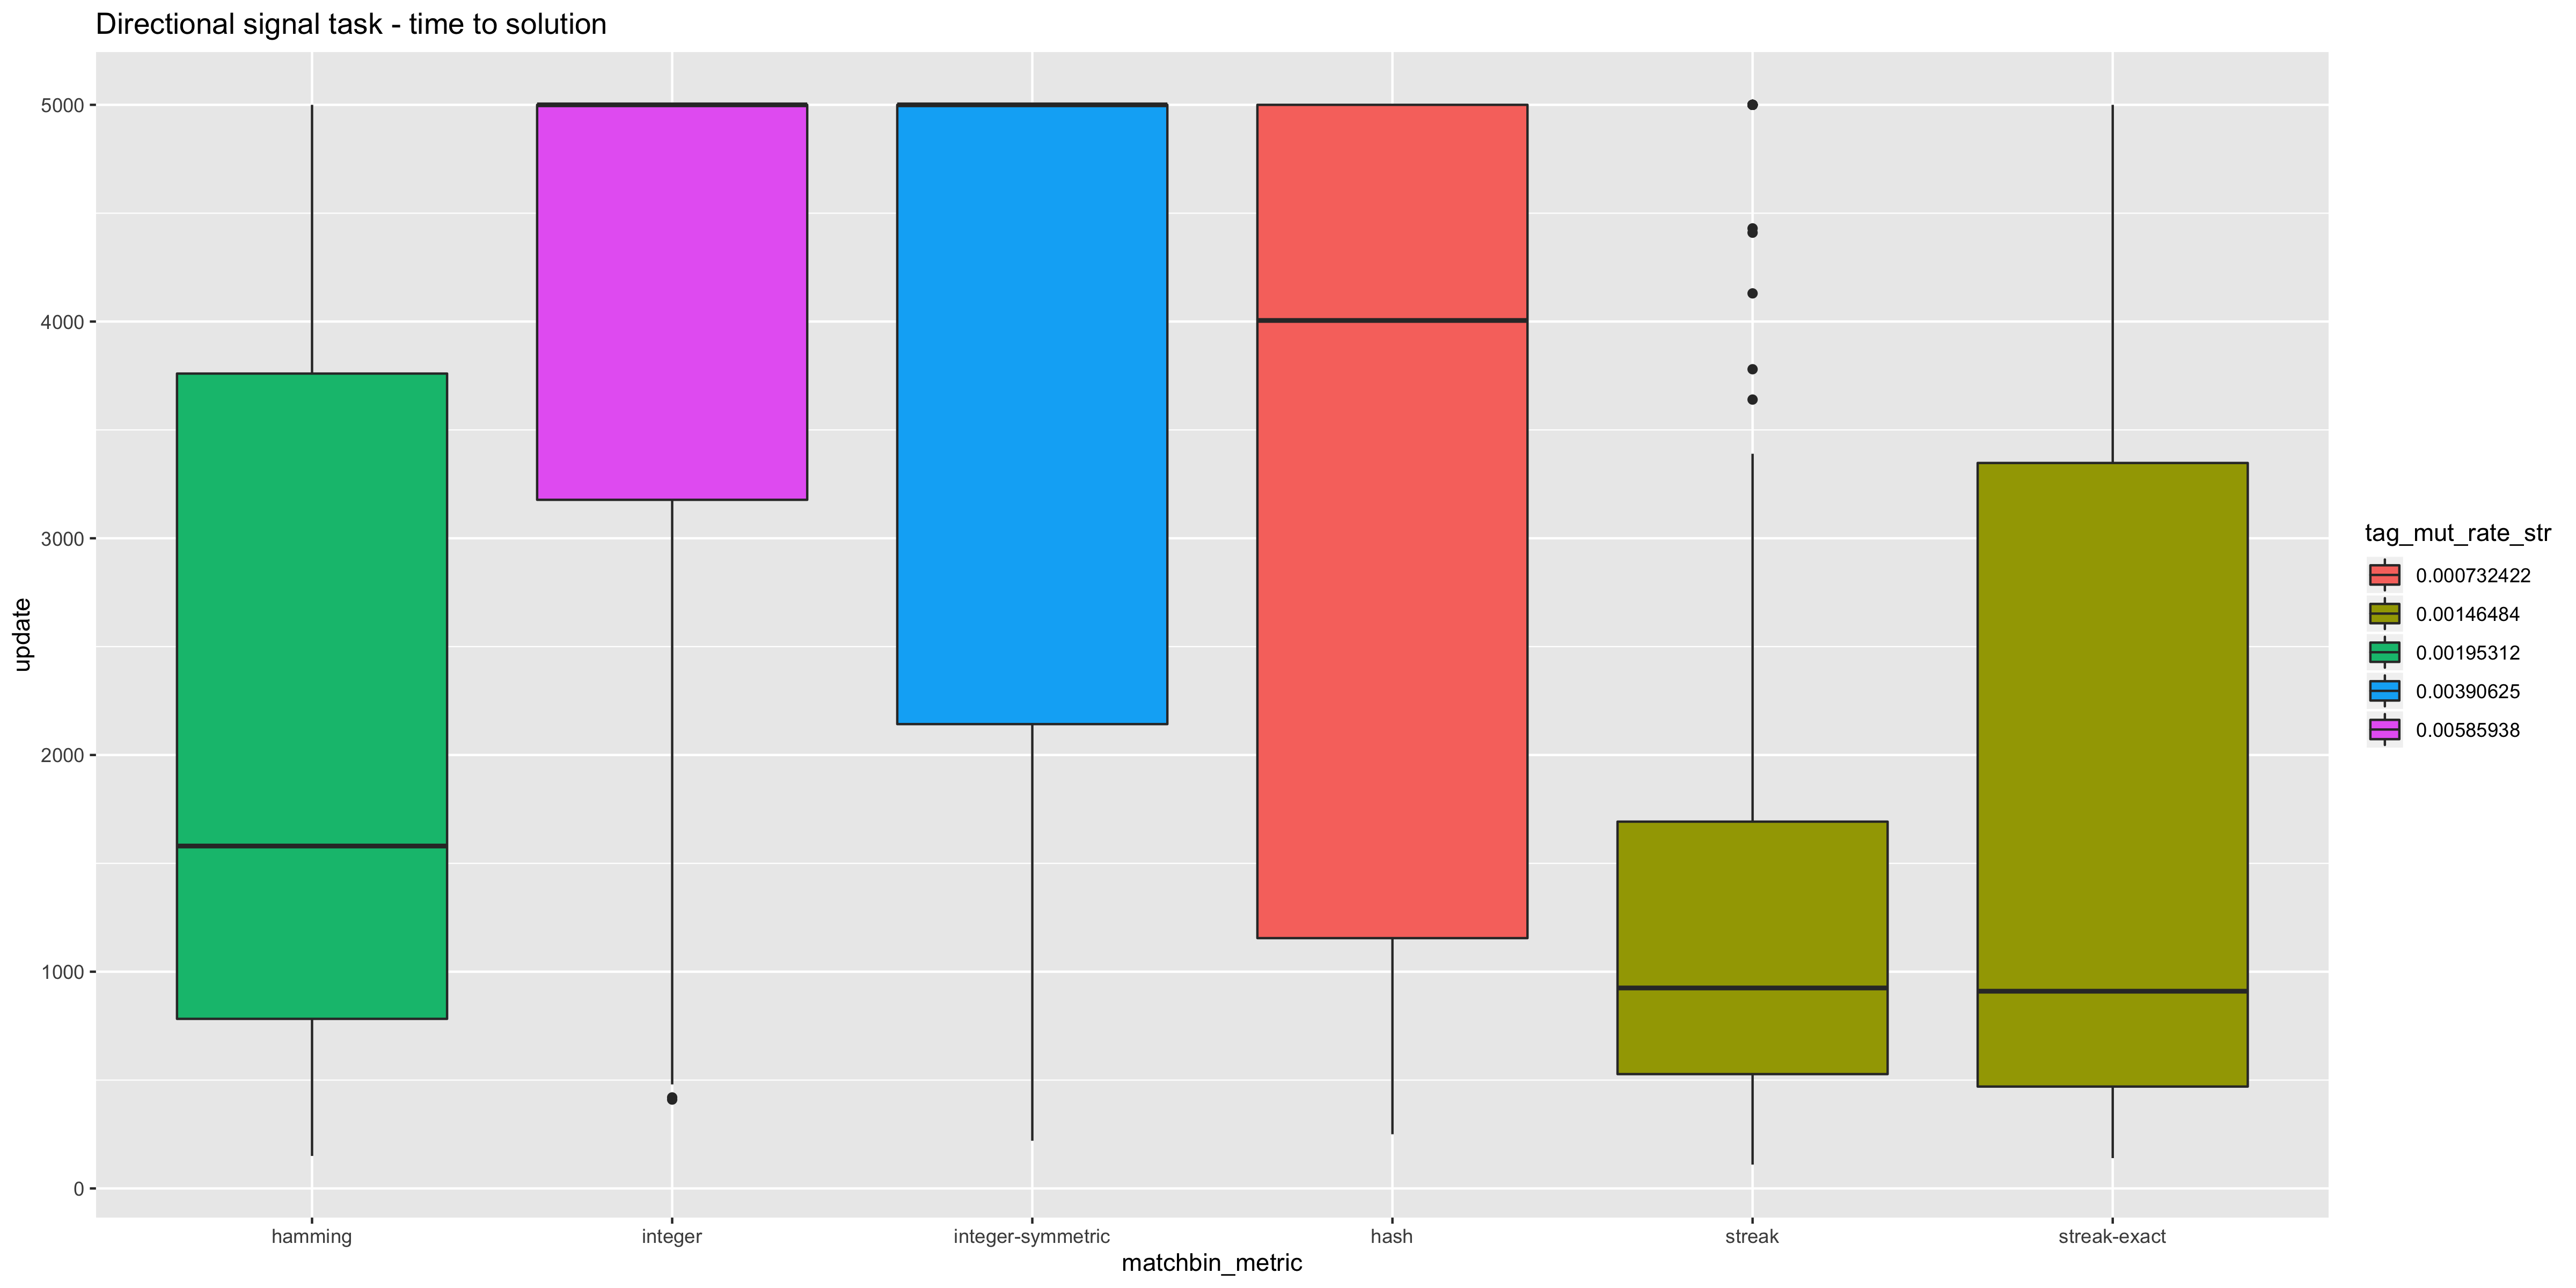 Directional signal task - time to solution
5000
4000
3000
2000
1000
0
update
hamming
integer
integer-symmetric
hash
streak
streak-exact
matchbin_metric
tag_mut_rate_str
0.000732422
0.00146484
0.00195312
0.00390625
0.00585938